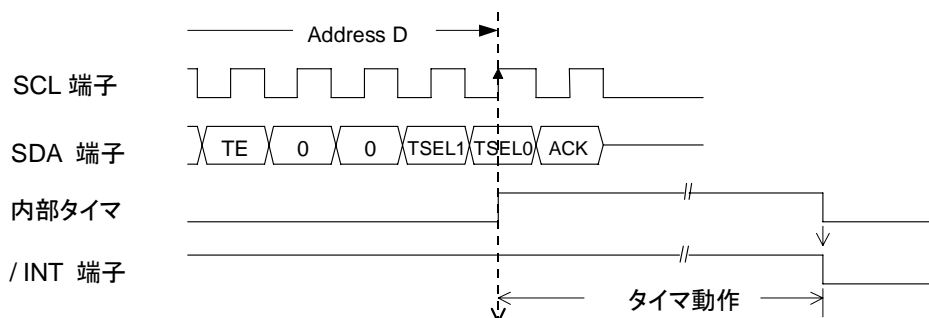 Address D
SCL 端子
SDA 端子 TE 0 0 TSEL1 TSEL0 ACK
内部タイマ
/ INT 端子
タイマ動作